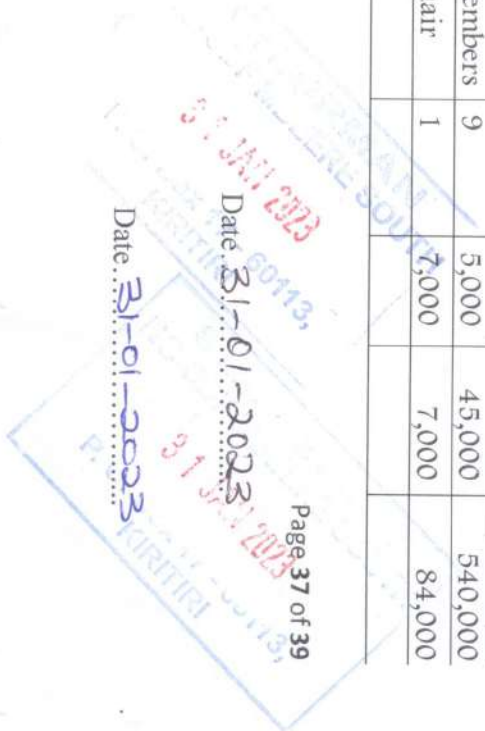 embers 9 5,000 45,000 540,000
air 1 7,000 7,000 84,000
Page 37 of 39
Date 31-01-2023
31 JAN 2023
SOUTH
60113,
KIRITIRI
Date 31-01-2023
31 JAN 2023
KIRITIRI